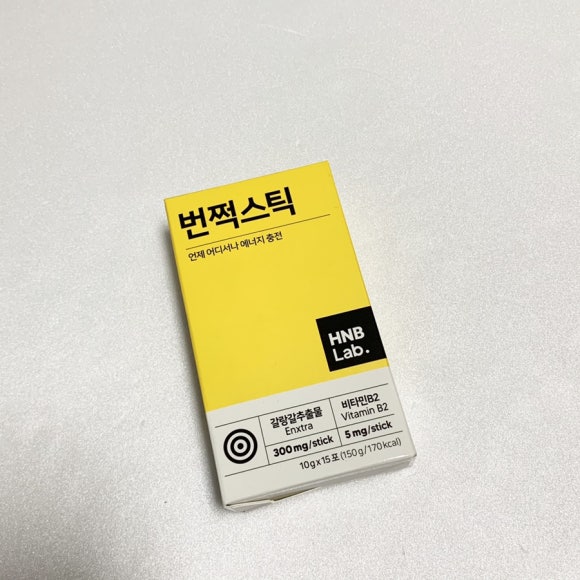 번쩍스틱
언제 어디서나 에너지 충전
HNB
Lab.
갈랑갈추출물
Enxtra
300mg/stick
비타민B2
Vitamin B2
5mg/stick
10g x 15포 (150g/170kcal)